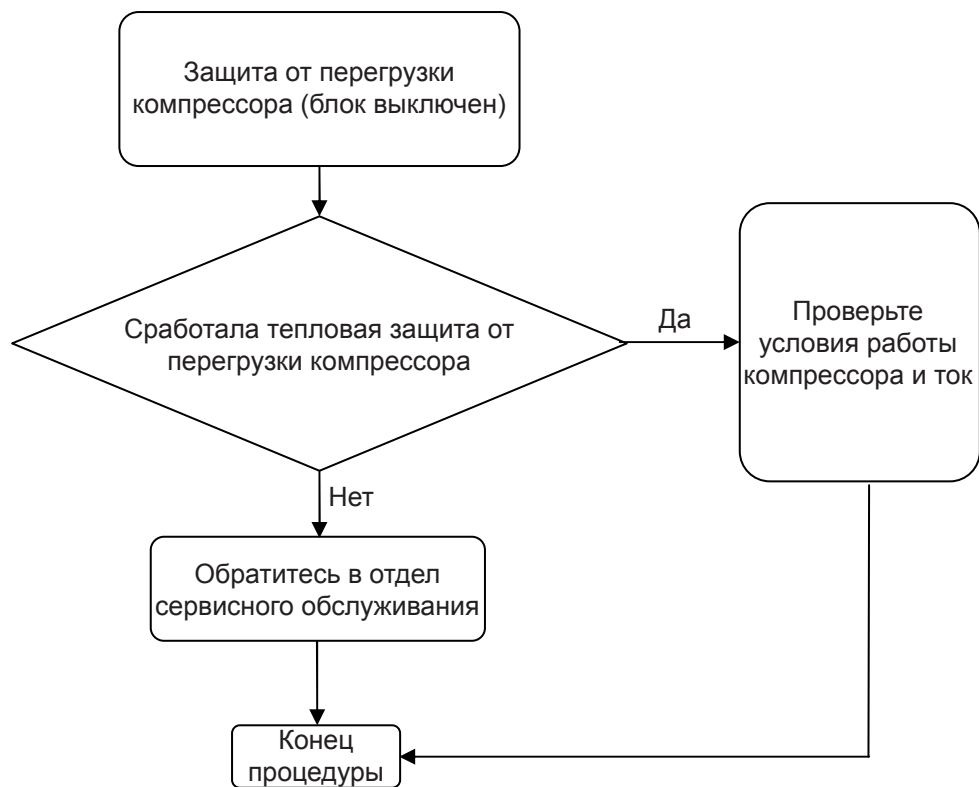 Защита от перегрузки
компрессора (блок выключен)
Сработала тепловая защита от
перегрузки компрессора
Да
Проверьте
условия работы
компрессора и ток
Нет
Обратитесь в отдел
сервисного обслуживания
Конец
процедуры